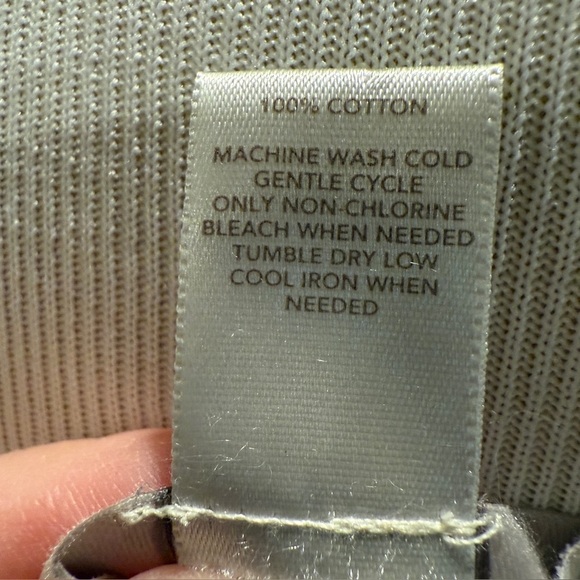 100% COTTON
MACHINE WASH COLD
GENTLE CYCLE
ONLY NON-CHLORINE
BLEACH WHEN NEEDED
TUMBLE DRY LOW
COOL IRON WHEN
NEEDED